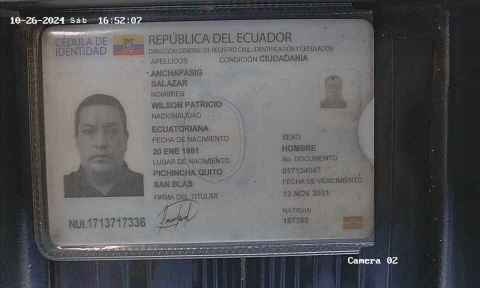 10-26-2024 Sáb 16:52:07
CÉDULA DE IDENTIDAD
REPÚBLICA DEL ECUADOR
DIRECCIÓN GENERAL DE REGISTRO CIVIL, IDENTIFICACIÓN Y CEDULACIÓN
APELLIDOS
CONDICIÓN CIUDADANÍA
ANCHAPASIG
SALAZAR
NOMBRES
WILSON PATRICIO
NACIONALIDAD
ECUATORIANA
FECHA DE NACIMIENTO
20 ENE 1981
LUGAR DE NACIMIENTO
PICHINCHA QUITO
SAN BLAS
FIRMA DEL TITULAR
SEXO
HOMBRE
No. DOCUMENTO
017134047
FECHA DE VENCIMIENTO
12 NOV 2031
NAT/CAN
187392
NUI.1713717336
Camera 02